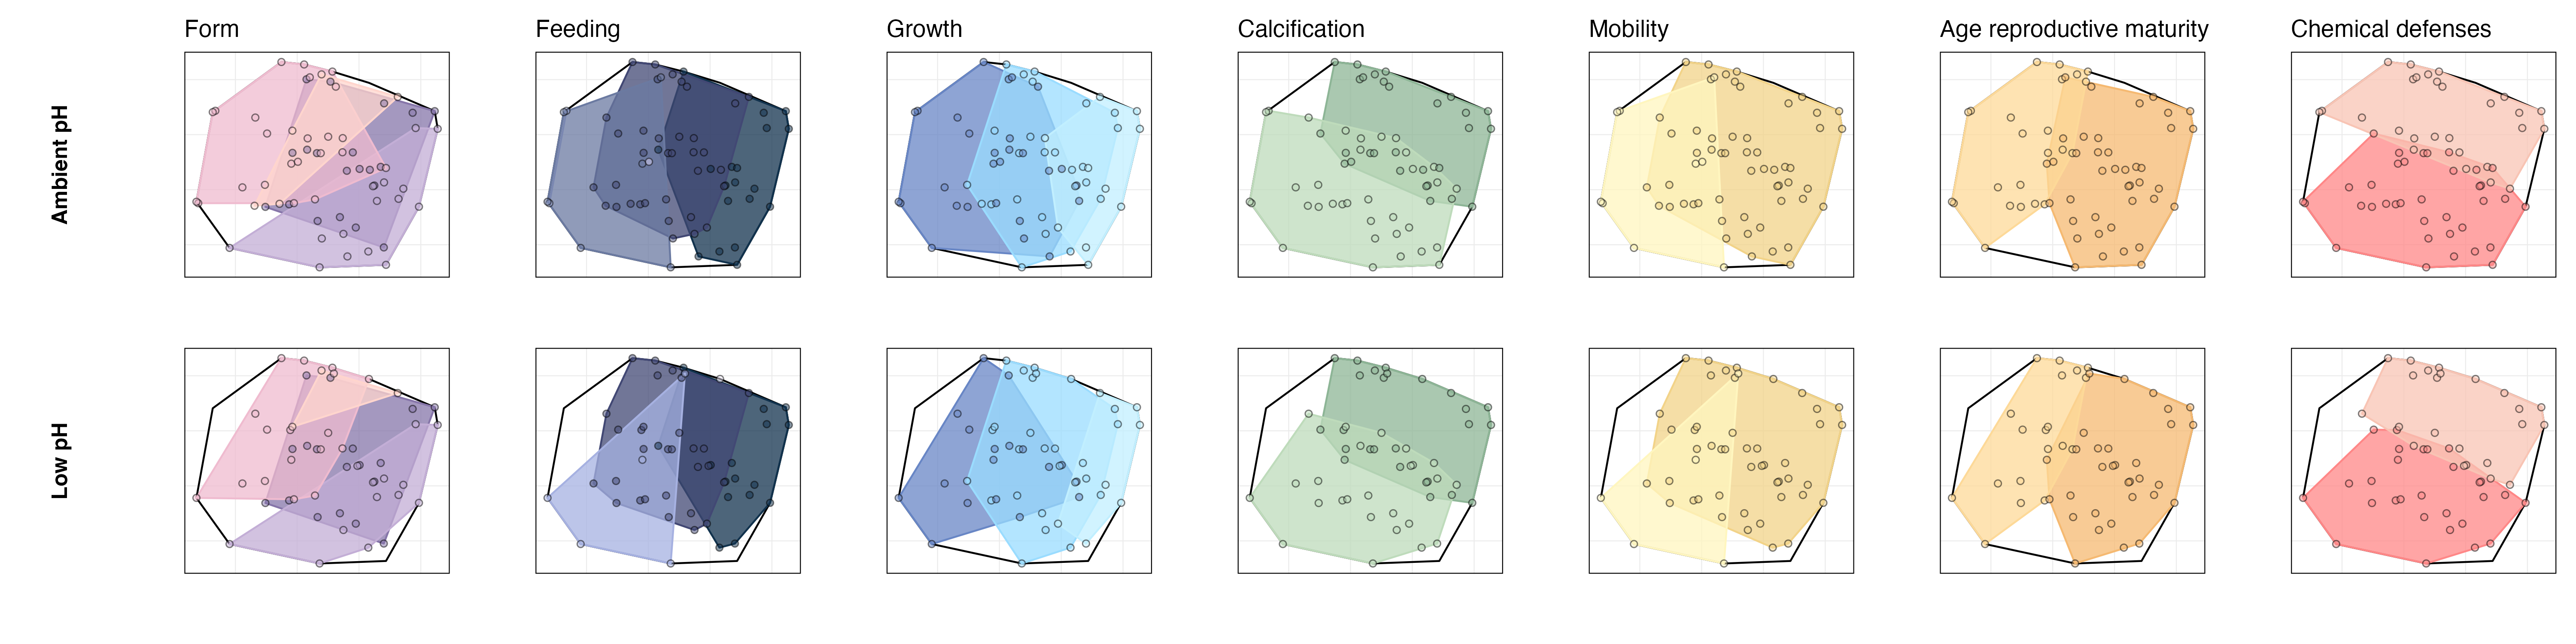 Form
Feeding
Growth
Calcification
Mobility
Age reproductive maturity
Chemical defenses
Ambient pH
Low pH